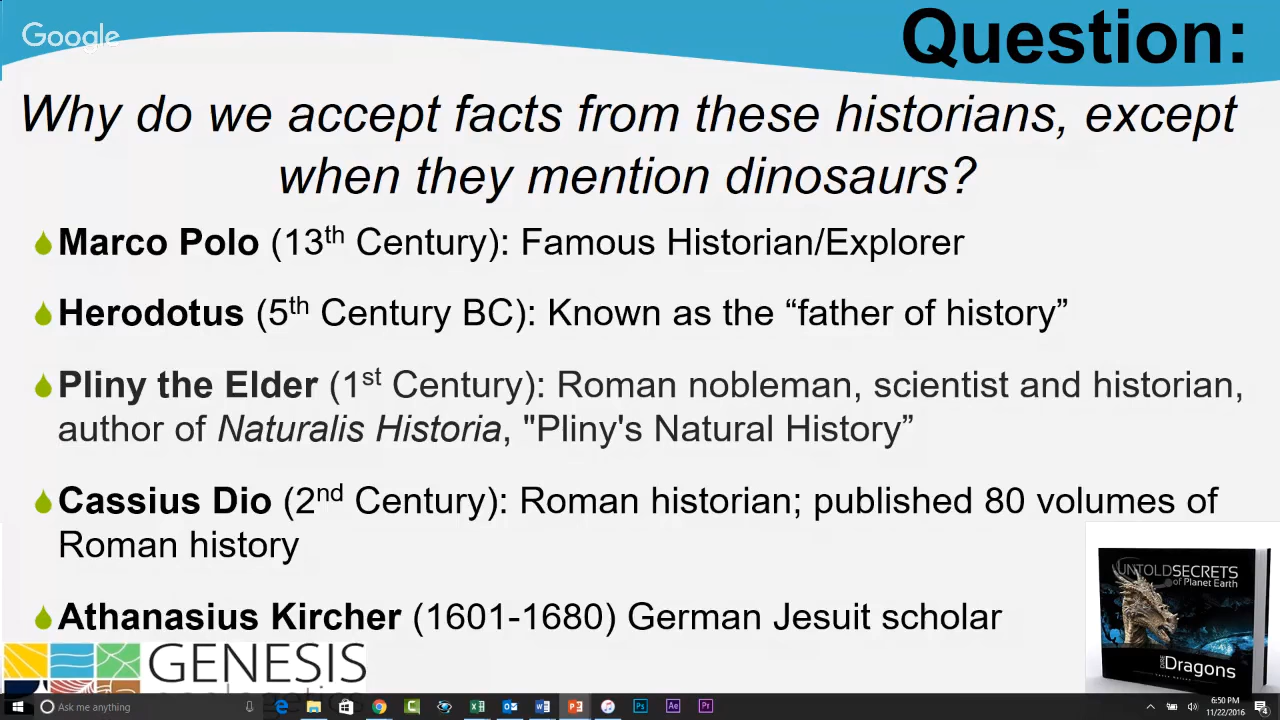 Google
Question:
Why do we accept facts from these historians, except
when they mention dinosaurs?
Marco Polo (13th Century): Famous Historian/Explorer
Herodotus (5th Century BC): Known as the “father of history”
Pliny the Elder (1st Century): Roman nobleman, scientist and historian,
author of Naturalis Historia, "Pliny's Natural History”
Cassius Dio (2nd Century): Roman historian; published 80 volumes of
Roman history
UNTOLD SECRETS
of Planet Earth
Dragons
Athanasius Kircher (1601-1680) German Jesuit scholar
GENESIS
Ask me anything
6:50 PM
11/22/2016